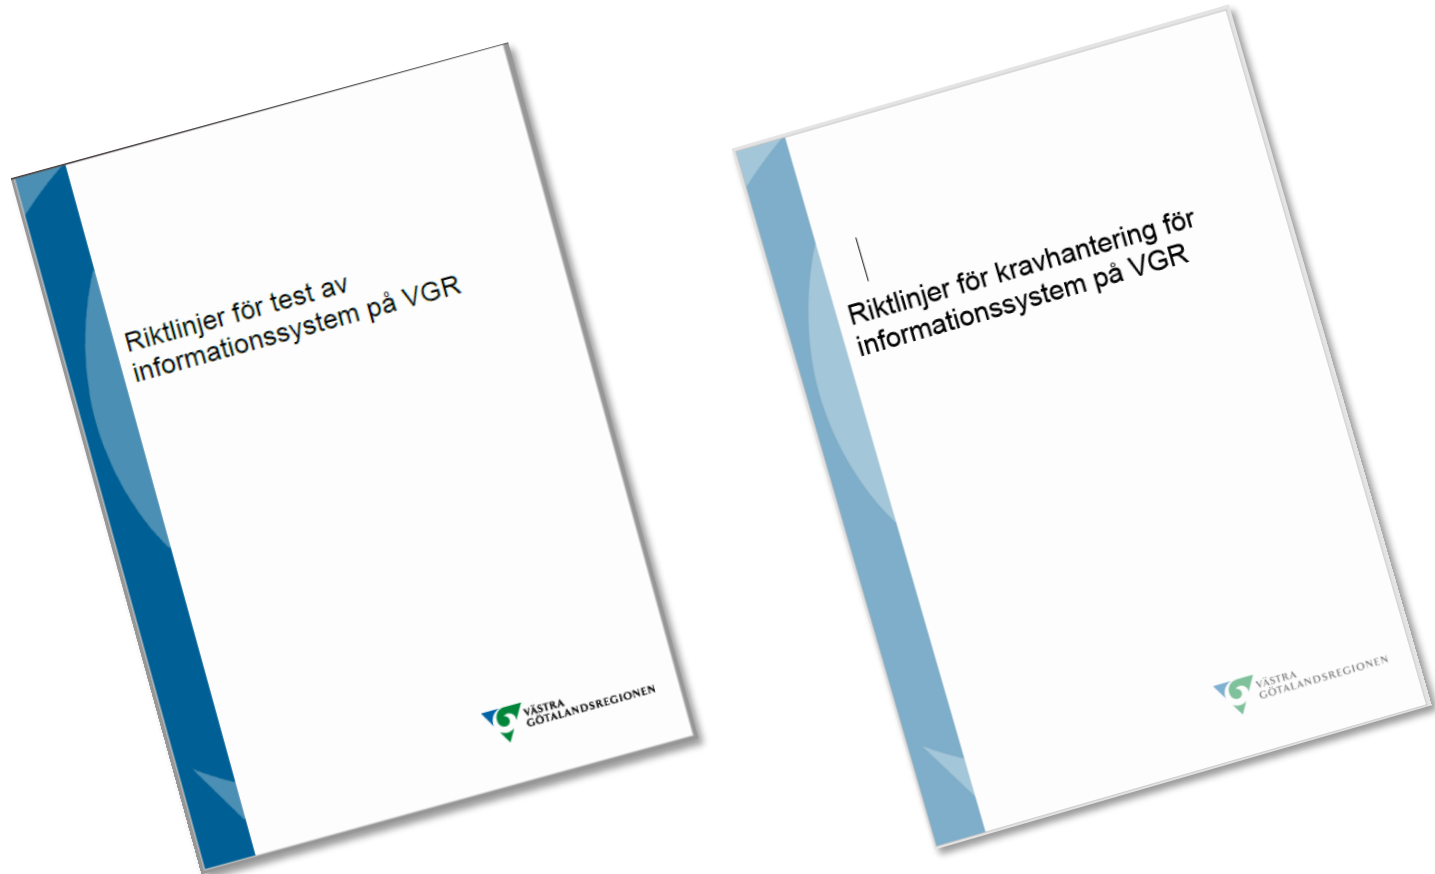 Riktlinjer för test av
informationssystem på VGR
VÄSTRA
GÖTALANDSREGIONEN
Riktlinjer för kravhantering för
informationssystem på VGR
VÄSTRA
GÖTALANDSREGIONEN